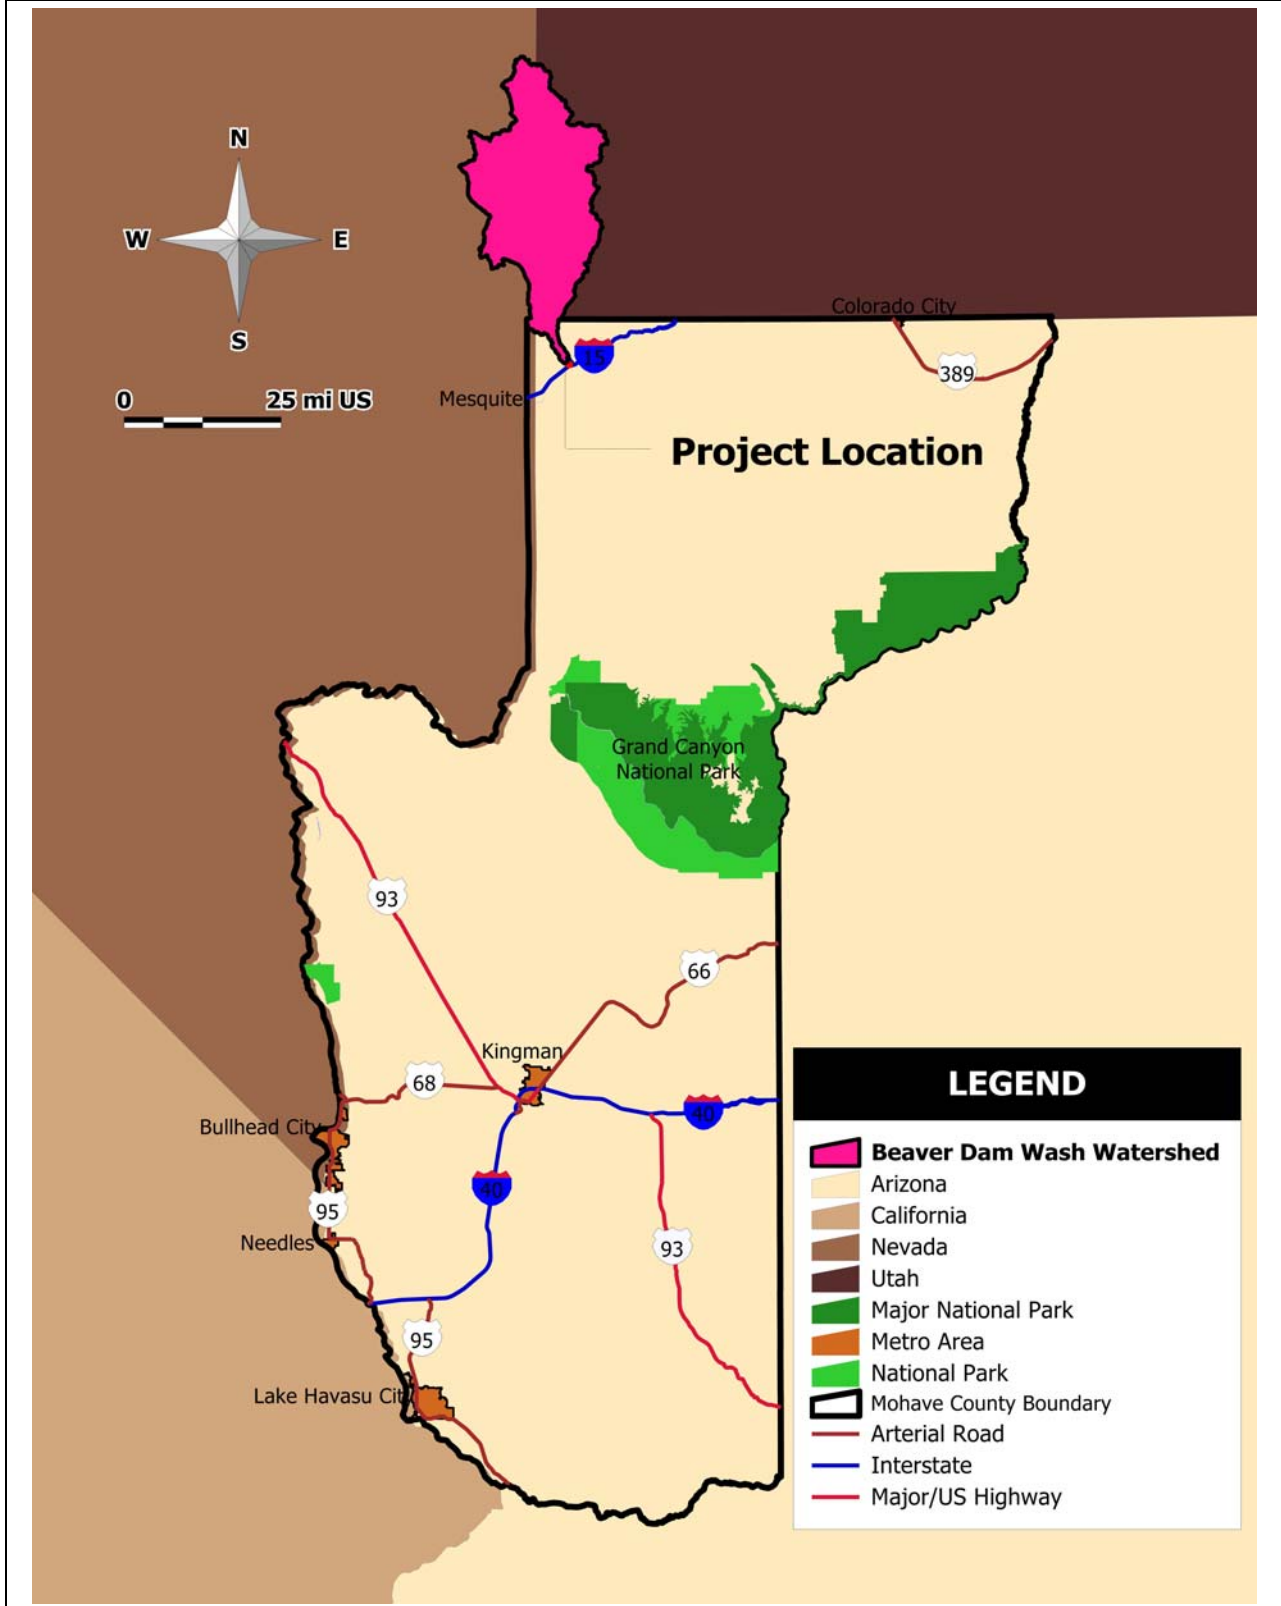 N
W
E
S
0
25 mi US
Colorado City
15
389
Mesquite
Project Location
Grand Canyon
National Park
93
66
Kingman
68
40
Bullhead City
40
95
93
Needles
95
Lake Havasu Cit
LEGEND
Beaver Dam Wash Watershed
Arizona
California
Nevada
Utah
Major National Park
Metro Area
National Park
Mohave County Boundary
Arterial Road
Interstate
Major/US Highway